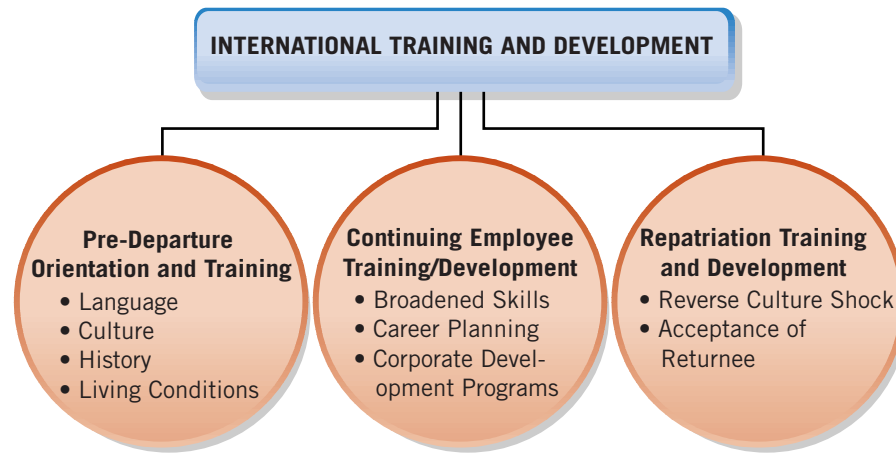 INTERNATIONAL TRAINING AND DEVELOPMENT
Pre-Departure
Orientation and Training
• Language
• Culture
• History
• Living Conditions
Continuing Employee
Training/Development
• Broadened Skills
• Career Planning
• Corporate Devel-
opment Programs
Repatriation Training
and Development
• Reverse Culture Shock
• Acceptance of
Returnee